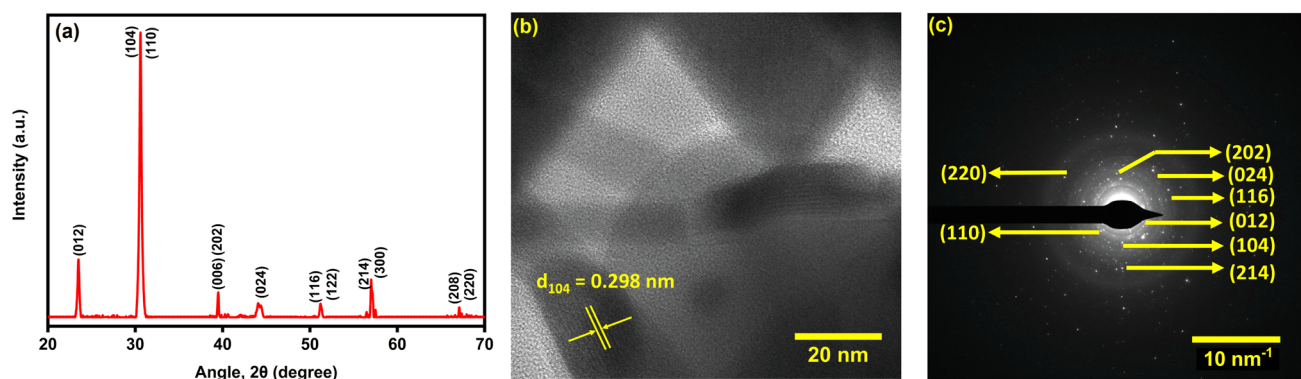 (a)
(104)
(110)
(012)
(006) (202)
(024)
(116)
(122)
(214)
(300)
(208)
(220)
Intensity (a.u.)
20 30 40 50 60 70
Angle, 2θ (degree)
(b)
d104 = 0.298 nm
20 nm
(c)
(202)
(220)
(024)
(116)
(012)
(110)
(104)
(214)
10 nm-1